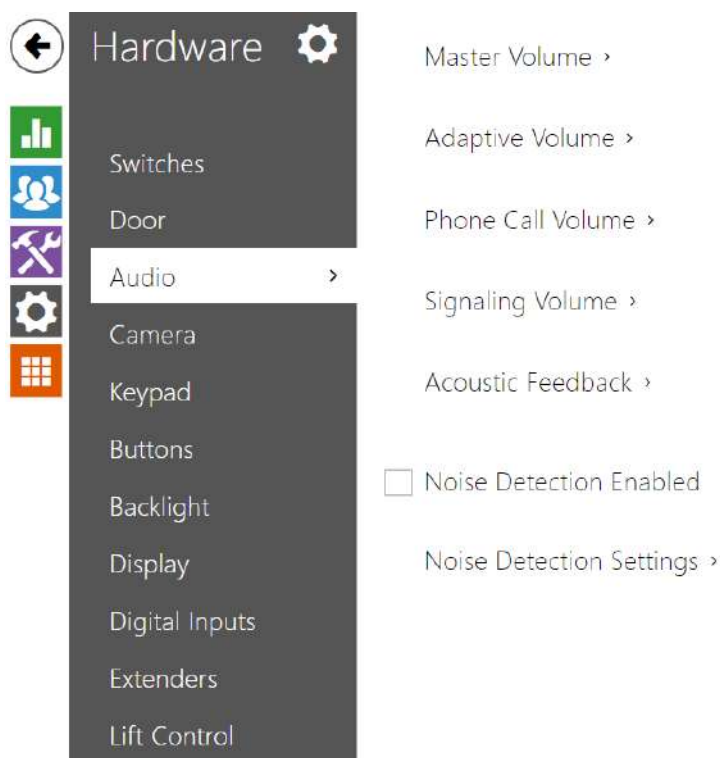 Hardware
Switches
Door
Audio ›
Camera
Keypad
Buttons
Backlight
Display
Digital Inputs
Extenders
Lift Control
Master Volume ›
Adaptive Volume ›
Phone Call Volume ›
Signaling Volume ›
Acoustic Feedback ›
Noise Detection Enabled
Noise Detection Settings ›